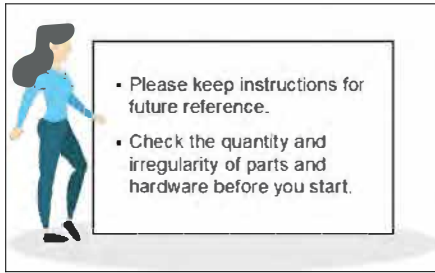 ▪ Please keep instructions for
future reference.
▪ Check the quantity and
irregularity of parts and
hardware before you start.